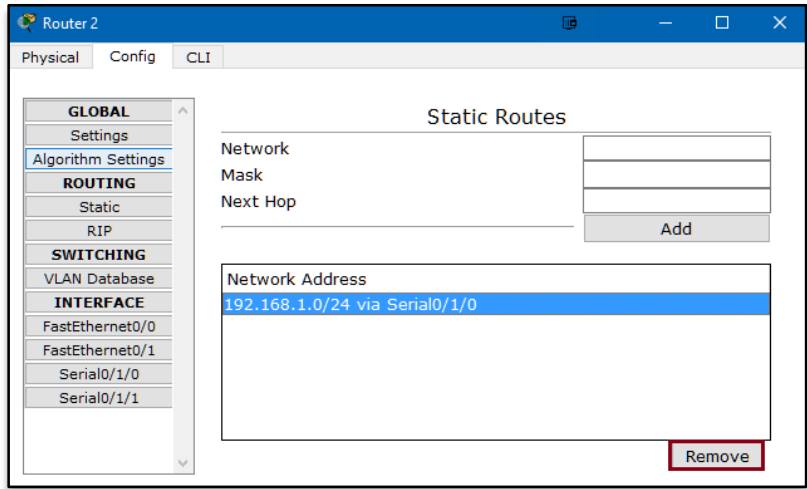 Router 2
Physical Config CLI
GLOBAL
Settings
Algorithm Settings
ROUTING
Static
RIP
SWITCHING
VLAN Database
INTERFACE
FastEthernet0/0
FastEthernet0/1
Serial0/1/0
Serial0/1/1
Static Routes
Network
Mask
Next Hop
Add
Network Address
192.168.1.0/24 via Serial0/1/0
Remove